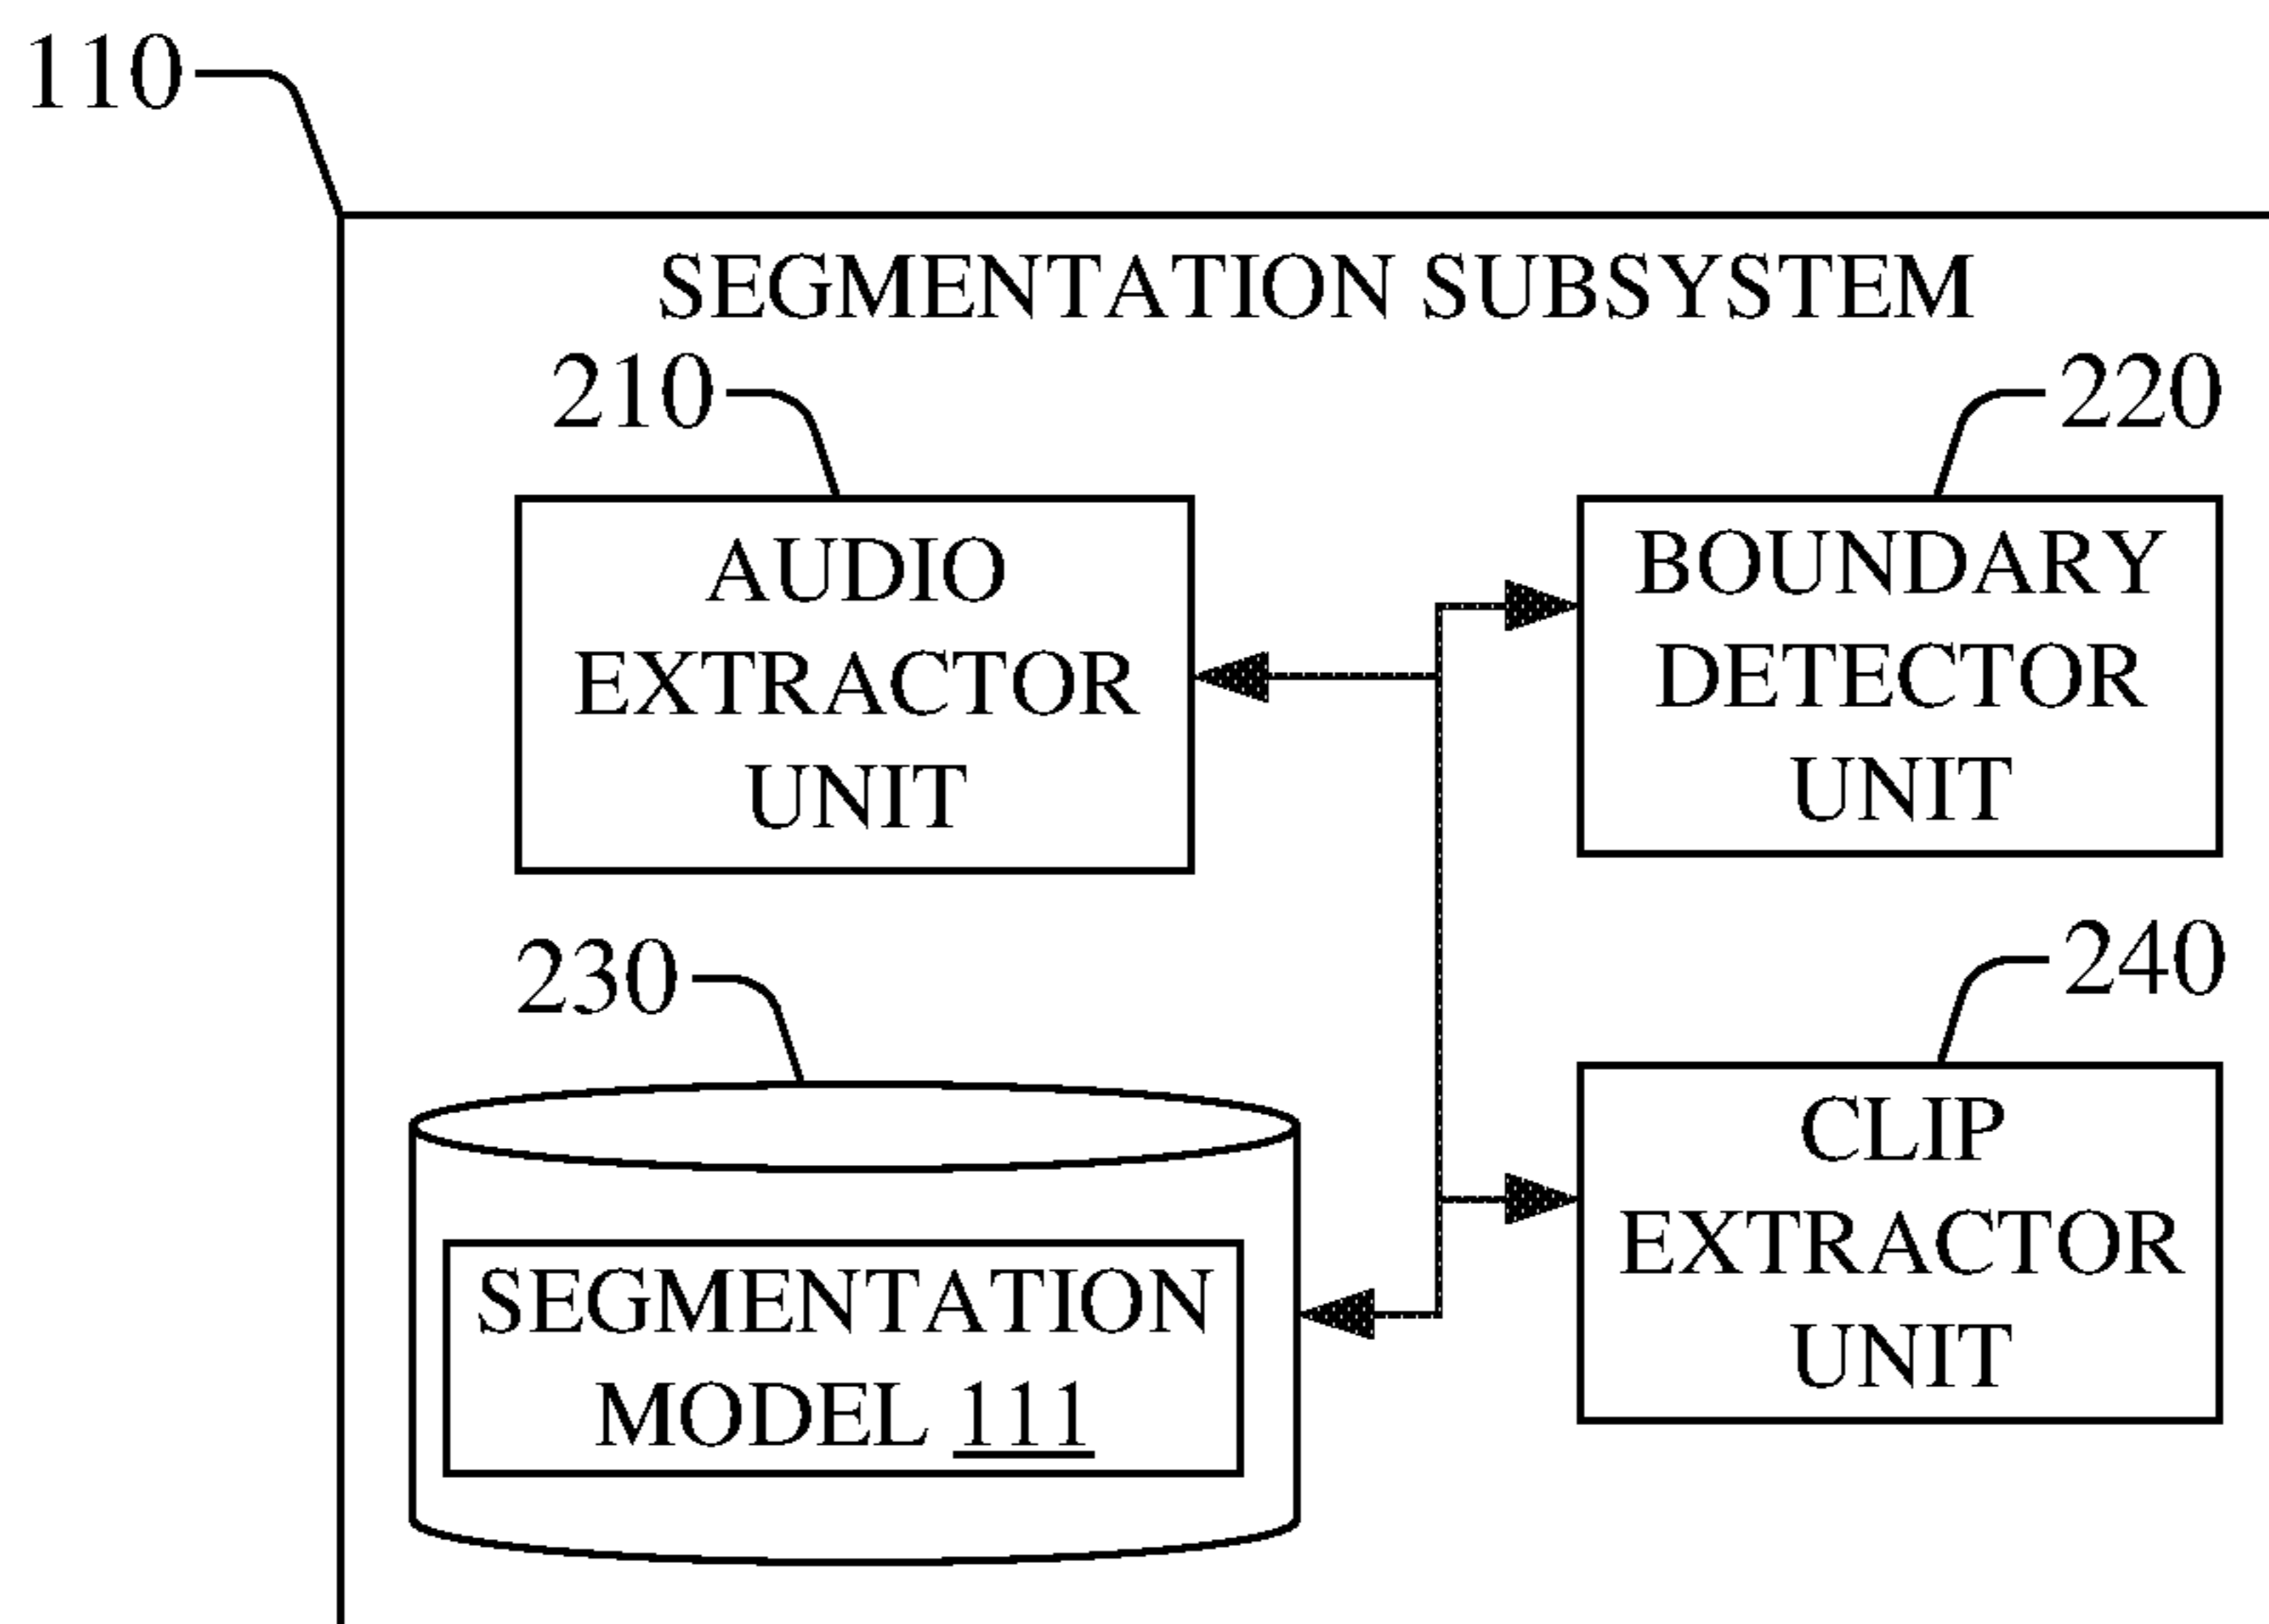 110
SEGMENTATION SUBSYSTEM
210
220
AUDIO
EXTRACTOR
UNIT
BOUNDARY
DETECTOR
UNIT
230
240
SEGMENTATION
MODEL 111
CLIP
EXTRACTOR
UNIT